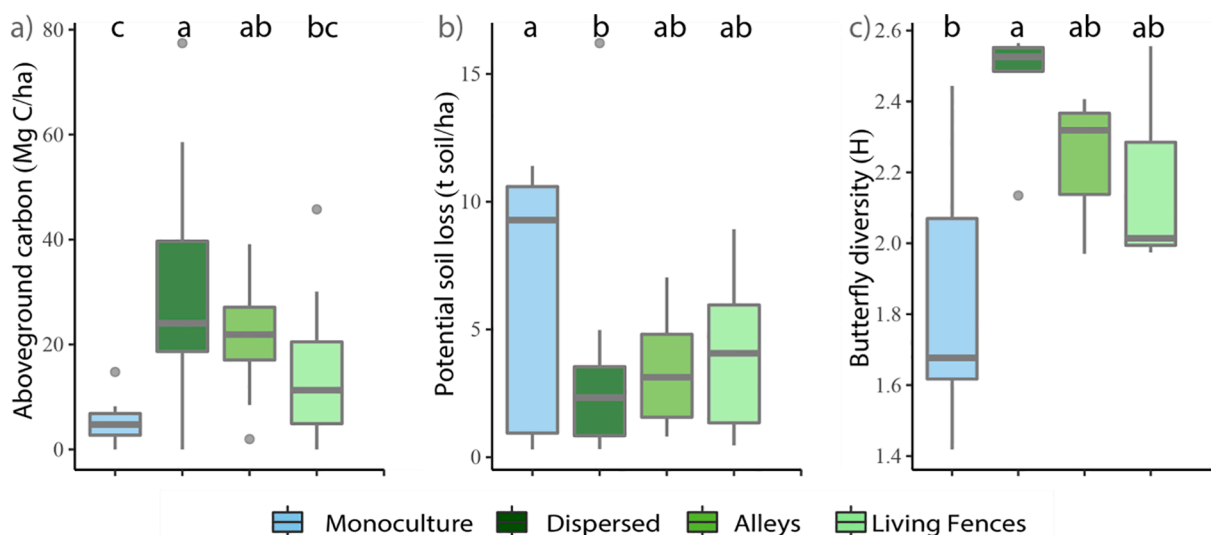 a) c a ab bc
Aboveground carbon (Mg C/ha)
80
60
40
20
0
b) a b ab ab
Potential soil loss (t soil/ha)
15
10
5
0
c) b a ab ab
Butterfly diversity (H)
2.6
2.4
2.2
2.0
1.8
1.6
1.4
Monoculture Dispersed Alleys Living Fences